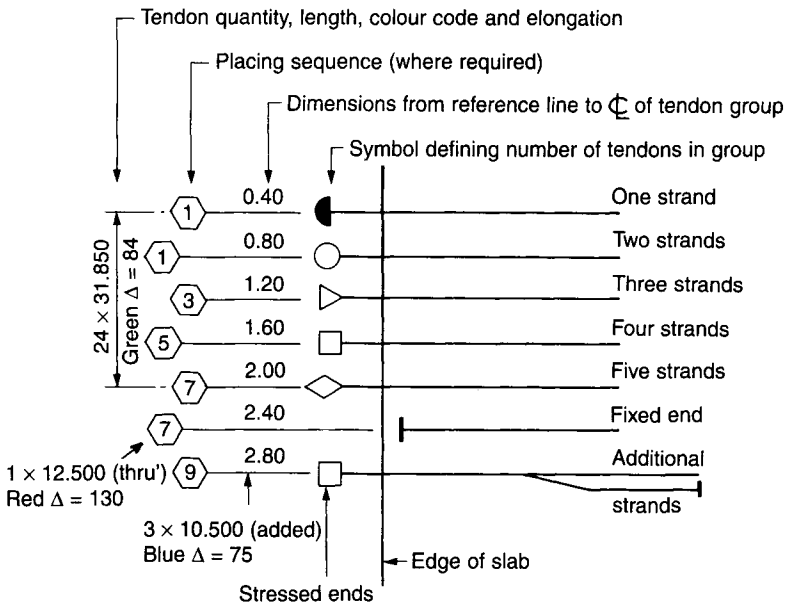 Tendon quantity, length, colour code and elongation
Placing sequence (where required)
Dimensions from reference line to ℄ of tendon group
Symbol defining number of tendons in group
1 0.40 One strand
1 0.80 Two strands
3 1.20 Three strands
5 1.60 Four strands
7 2.00 Five strands
7 2.40 Fixed end
9 2.80 Additional
strands
24 × 31.850
Green Δ = 84
1 × 12.500 (thru')
Red Δ = 130
3 × 10.500 (added)
Blue Δ = 75
Edge of slab
Stressed ends